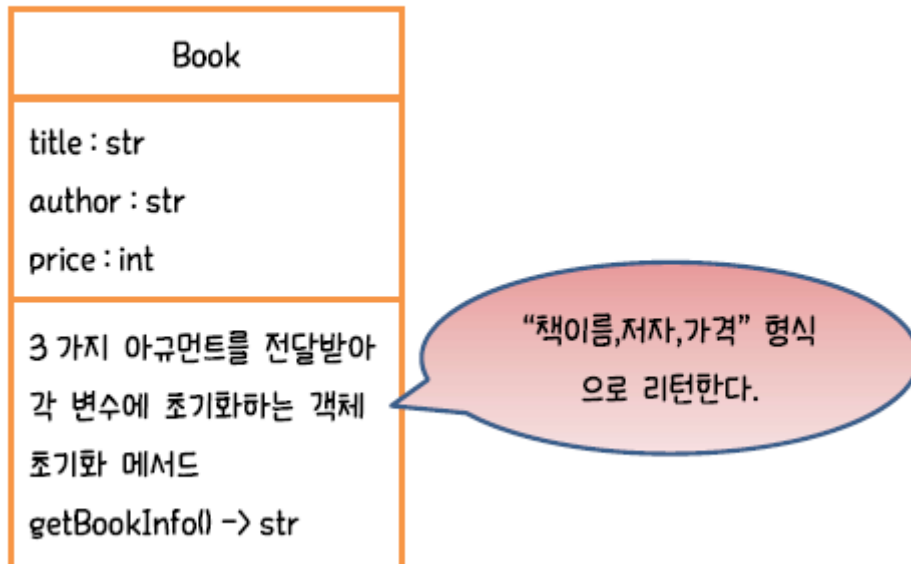 Book
title : str
author : str
price : int
3 가지 아규먼트를 전달받아
각 변수에 초기화하는 객체
초기화 메서드
getBookInfo() -> str
“책이름,저자,가격” 형식
으로 리턴한다.